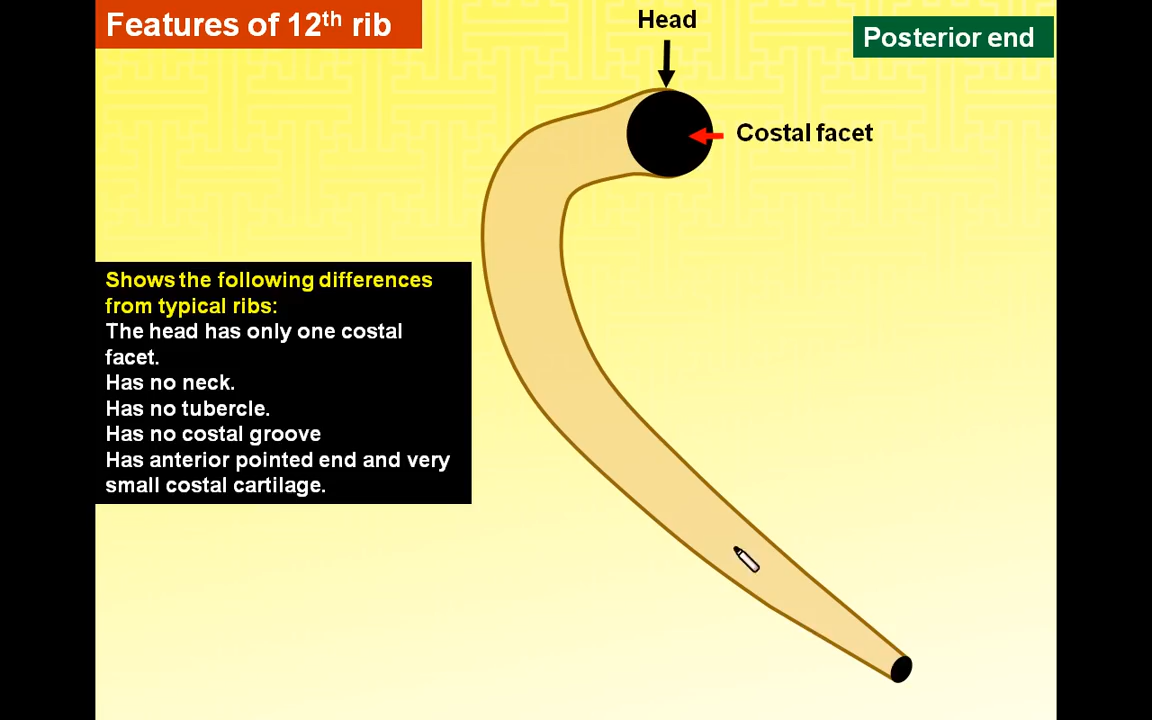 Features of 12th rib
Head
Posterior end
Costal facet
Shows the following differences
from typical ribs:
The head has only one costal
facet.
Has no neck.
Has no tubercle.
Has no costal groove
Has anterior pointed end and very
small costal cartilage.